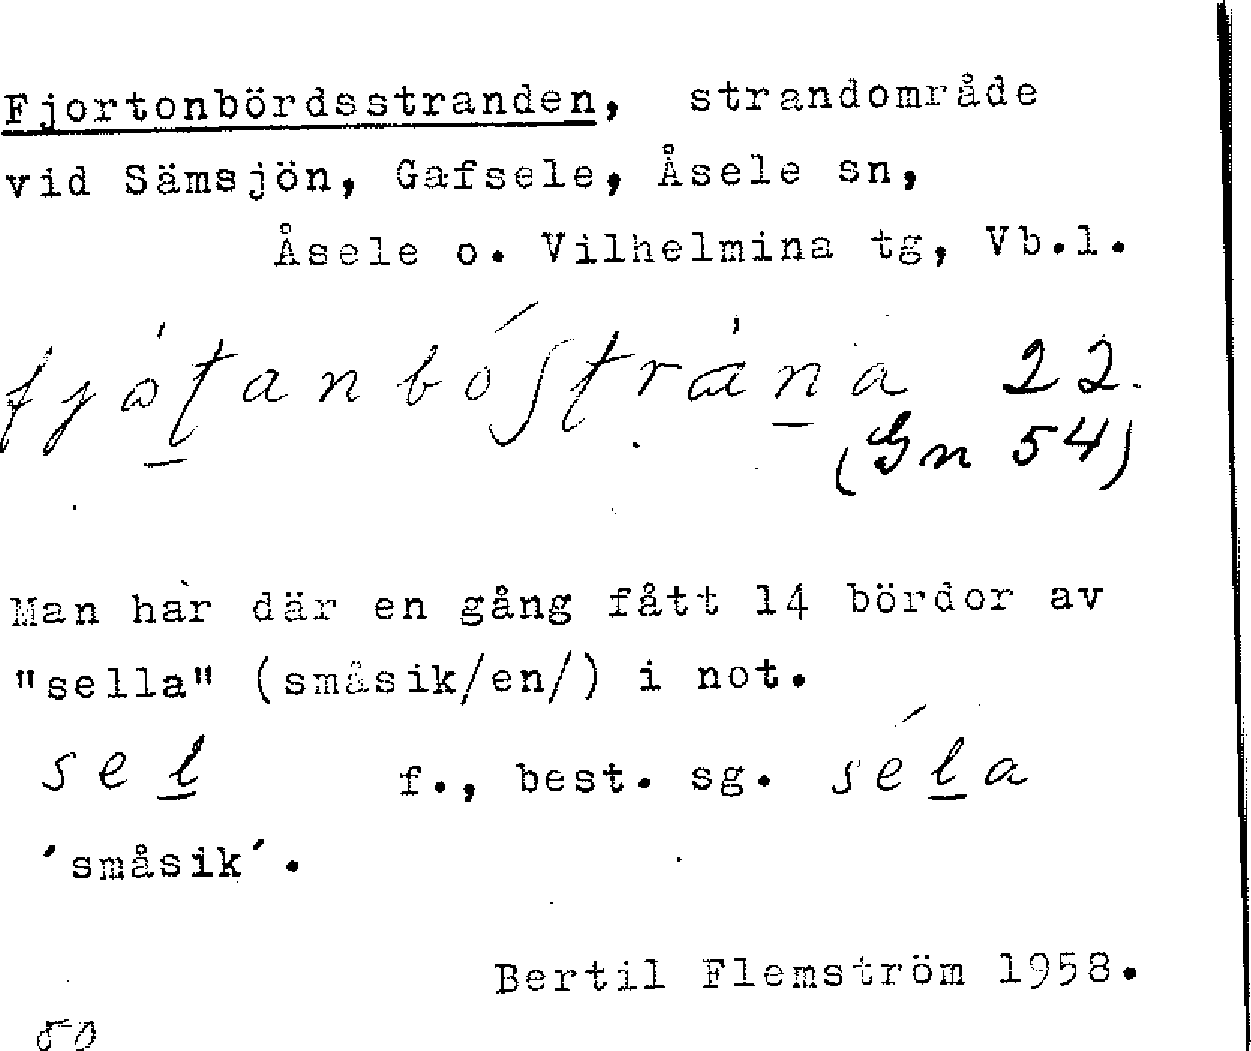 Fjortonbördsstranden, strandområde
vid Sämsjön, Gafsele, Åsele sn,
Åsele o. Vilhelmina tg, Vb.l.
22.
(Gn 54)
Man har där en gång fått 14 bördor av
"sella" (småsik/en/) i not.
sel f., best. sg. séla
'småsik'.
Bertil Flemström 1958.
50